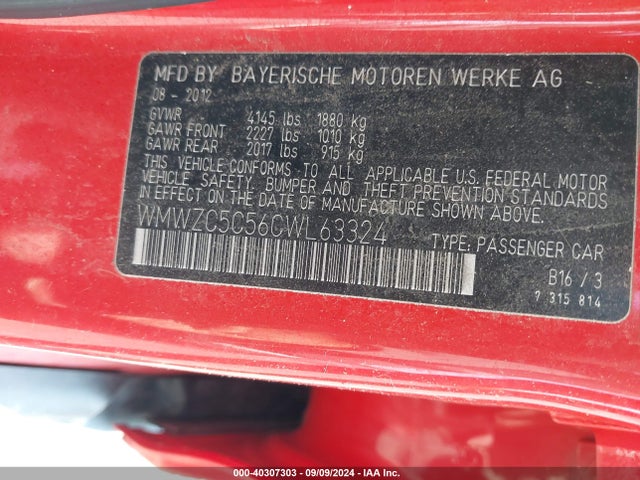 MFD BY BAYERISCHE MOTOREN WERKE AG
08 - 2012
GVWR 4145 lbs 1880 kg
GAWR FRONT 2227 lbs 1010 kg
GAWR REAR 2017 lbs 915 kg
THIS VEHICLE CONFORMS TO ALL APPLICABLE U.S. FEDERAL MOTOR
VEHICLE SAFETY, BUMPER AND THEFT PREVENTION STANDARDS
IN EFFECT ON THE DATE OF MANUFACTURE SHOWN ABOVE.
WMWZC5C56CWL63324 TYPE: PASSENGER CAR
B16 / 3
7 315 814
000-40307303 - 09/09/2024 - IAA Inc.